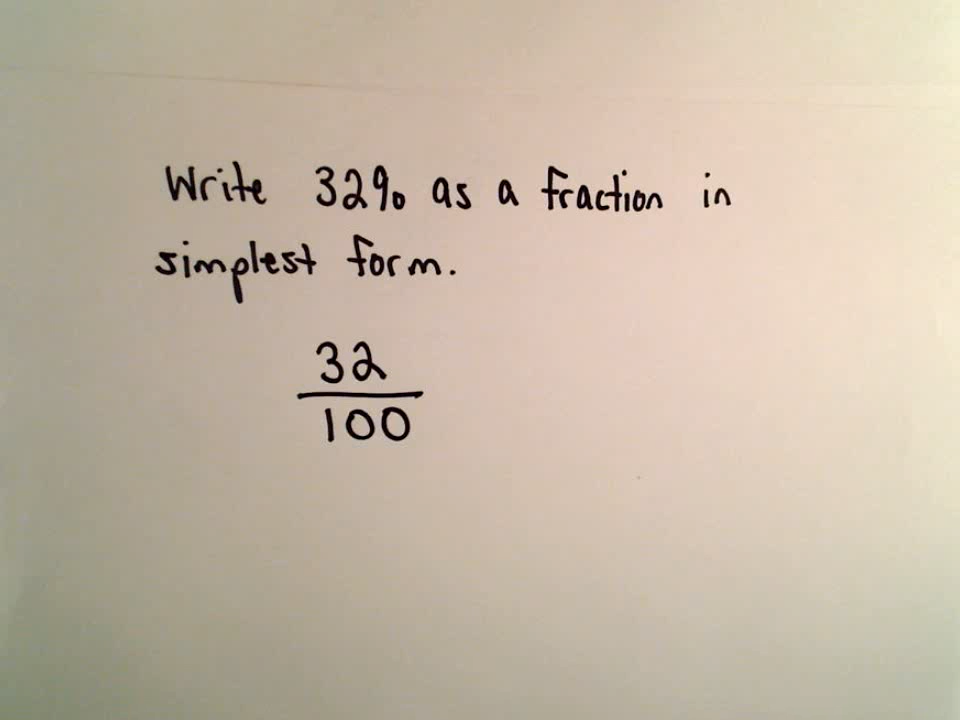 Write 32% as a fraction in
simplest form.
32
100